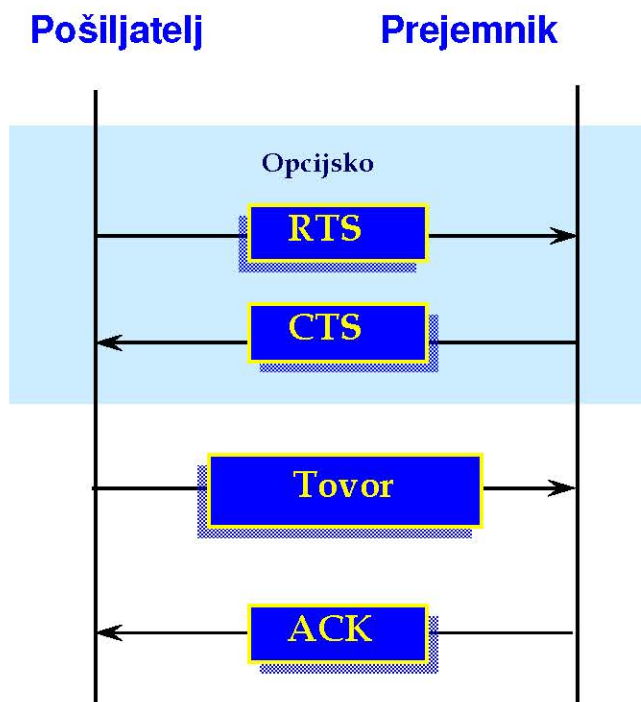 Pošiljatelj Prejemnik
Opcijsko
RTS
CTS
Tovor
ACK